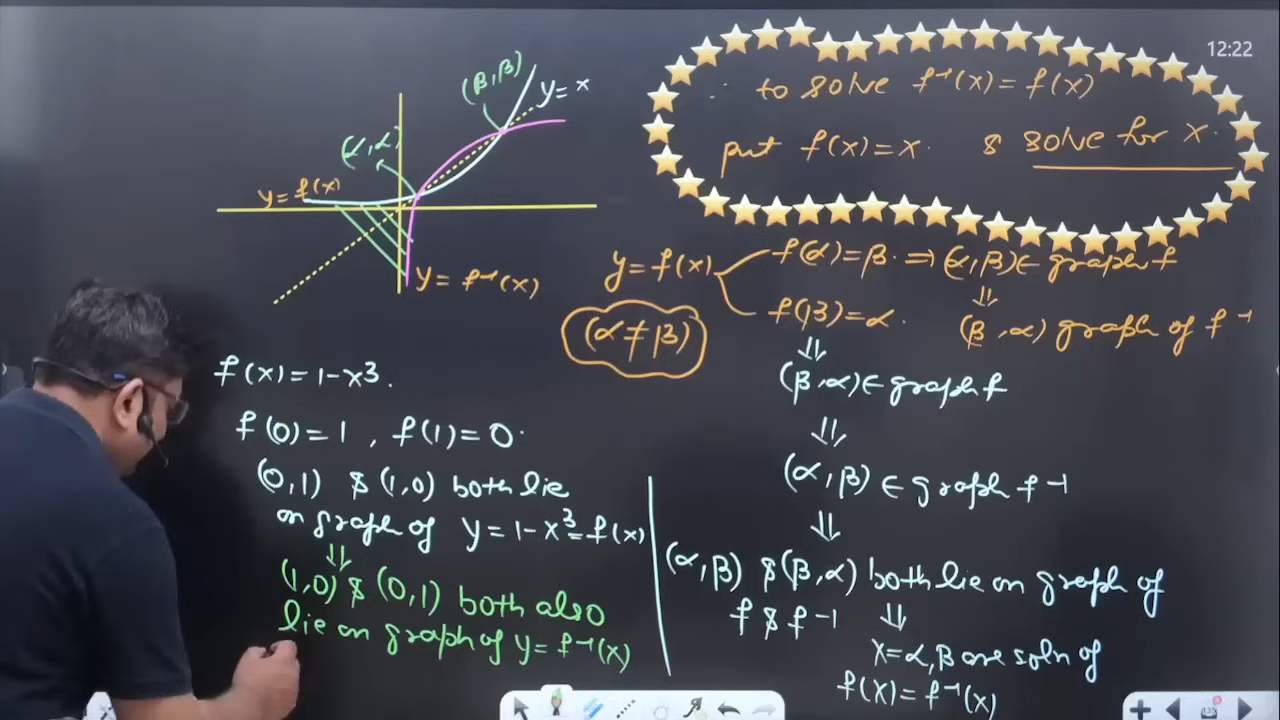 12:22
∴ to solve f⁻¹(x) = f(x)
put f(x) = x & solve for x.
(β,β)
y = x
(α,α)
y = f(x)
y = f⁻¹(x)
y = f(x)
f(α) = β. ⇒ (α,β) ∈ graph f
⇓
f(β) = α. (β,α) graph of f⁻¹
(α ≠ β)
⇓
(β,α) ∈ graph f
⇓
(α,β) ∈ graph f⁻¹
⇓
(α,β) & (β,α) both lie on graph of
f & f⁻¹ ⇓
x = α,β are soln of
f(x) = f⁻¹(x)
f(x) = 1-x³.
f(0) = 1, f(1) = 0.
(0,1) & (1,0) both lie
on graph of y = 1-x³ = f(x)
⇓
(1,0) & (0,1) both also
lie on graph of y = f⁻¹(x)
135